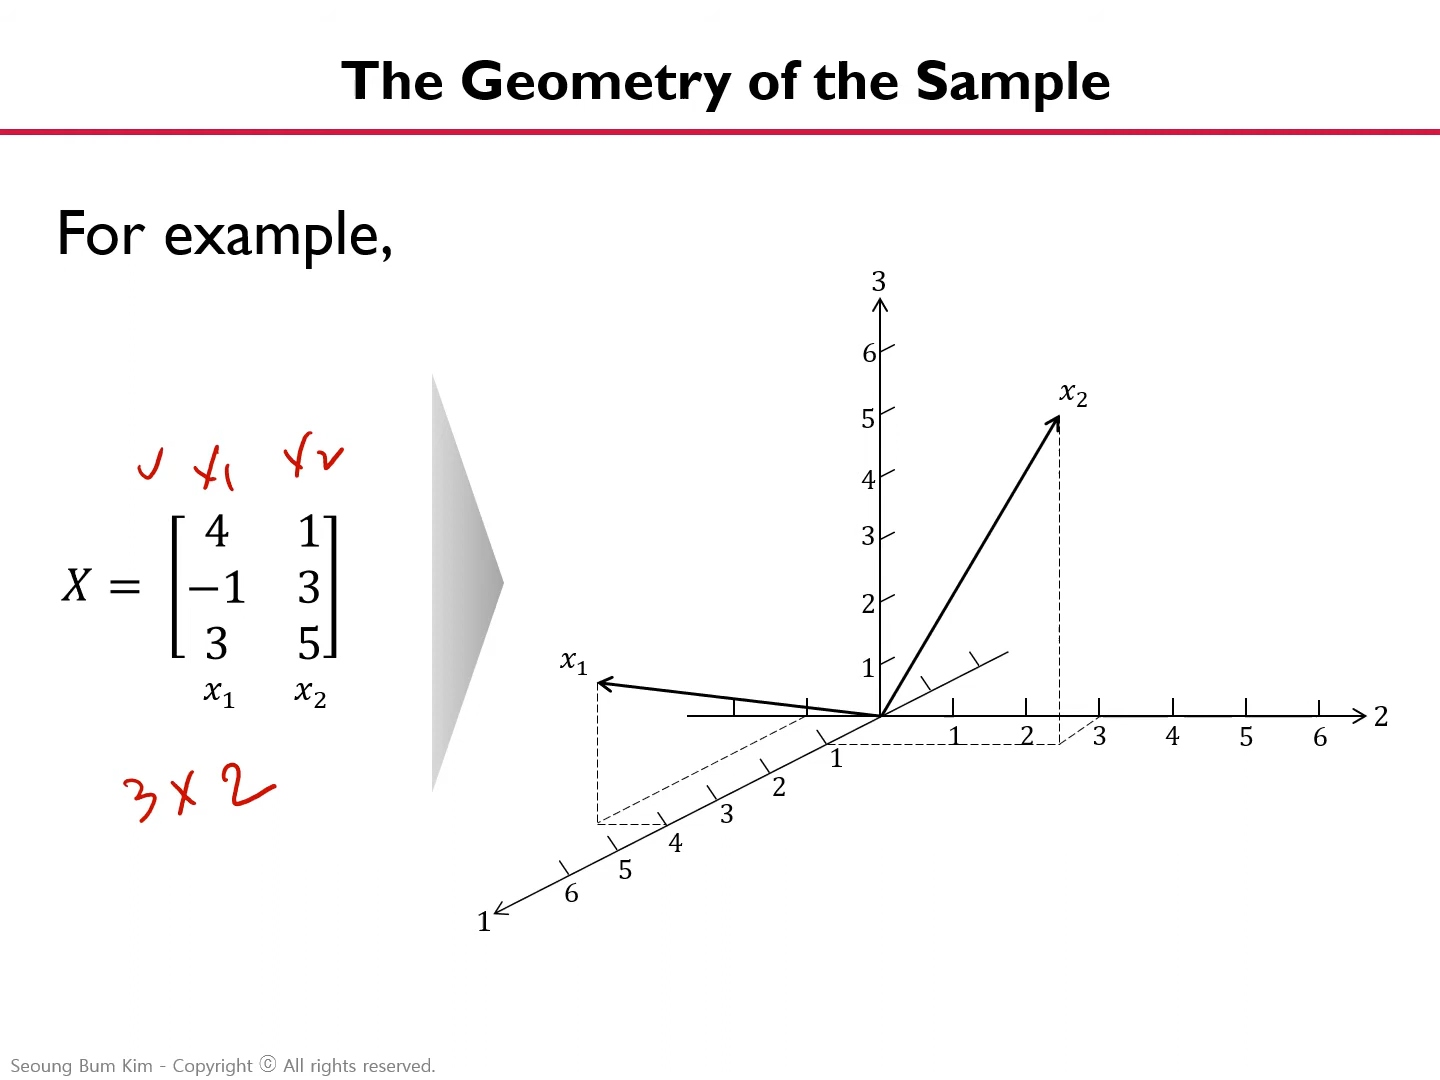 The Geometry of the Sample
For example,
✓ x1 x2
X = [4 1
−1 3
3 5]
x₁ x₂
3 × 2
3
6
5
4
3
2
1
x₂
x₁
1 2 3 4 5 6 2
1
2
3
4
5
6
1
Seoung Bum Kim - Copyright ⓒ All rights reserved.